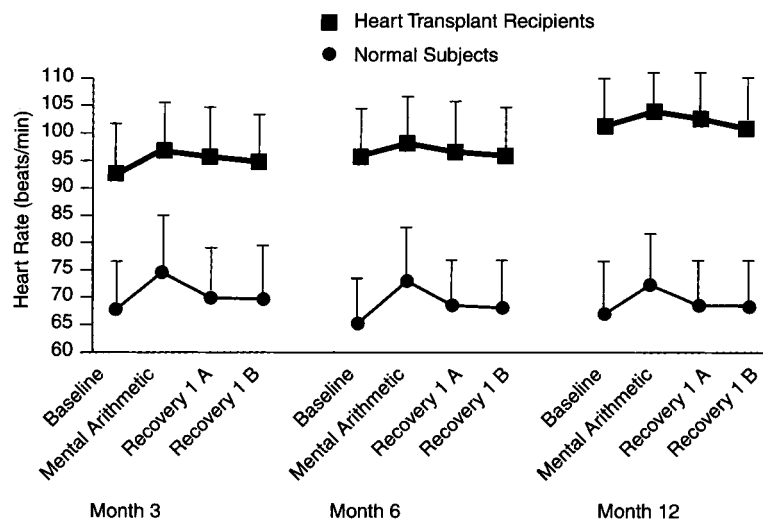 Heart Transplant Recipients
Normal Subjects
Heart Rate (beats/min)
110
105
100
95
90
85
80
75
70
65
60
Baseline
Mental Arithmetic
Recovery 1 A
Recovery 1 B
Baseline
Mental Arithmetic
Recovery 1 A
Recovery 1 B
Baseline
Mental Arithmetic
Recovery 1 A
Recovery 1 B
Month 3
Month 6
Month 12